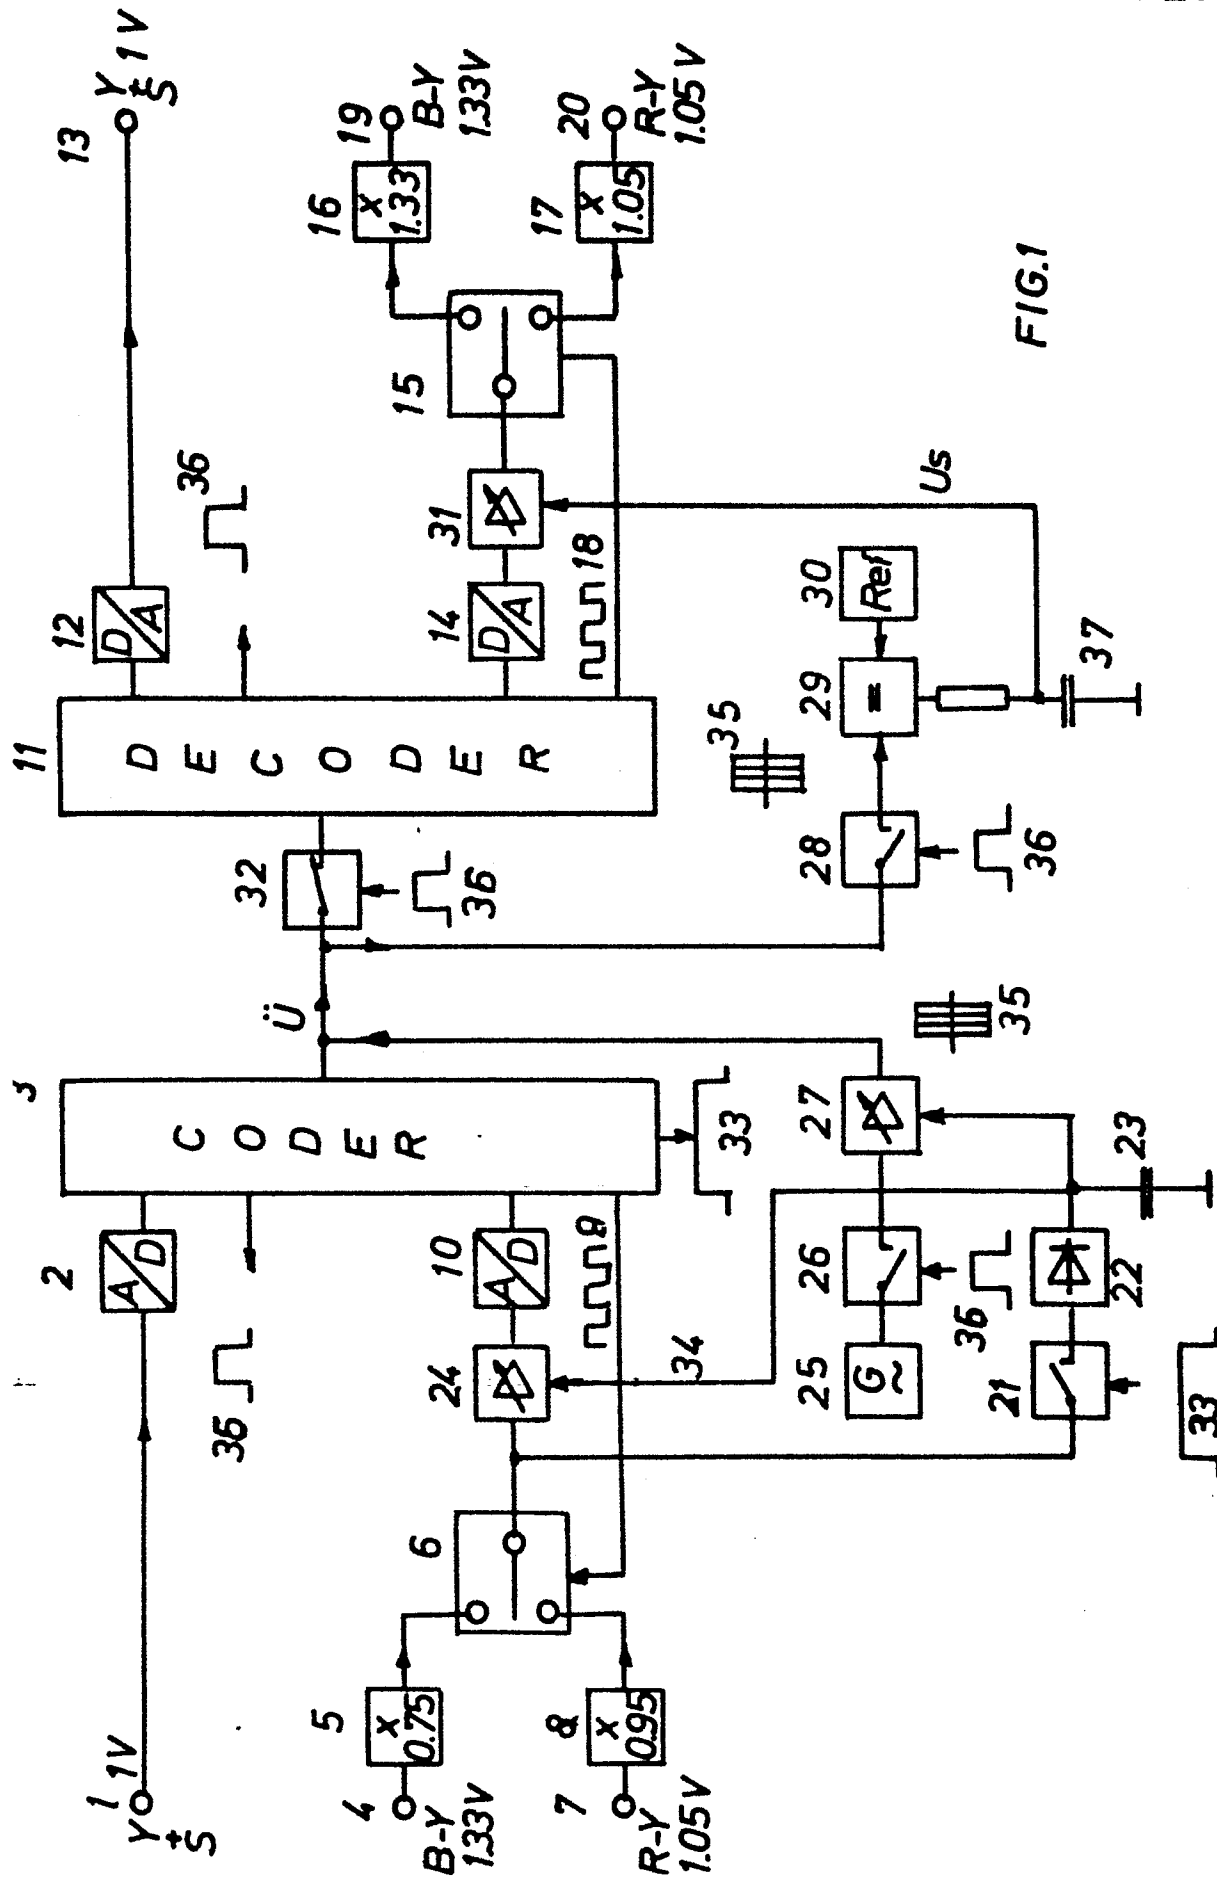 1
1V
Y
+
S
2
A
D
36
3
CODER
4
B-Y
1.33V
5
X
0.75
6
7
R-Y
1.05V
8
X
0.95
24
10
A
D
9
34
33
Ü
25
G~
26
36
27
35
21
33
22
23
32
36
11
DECODER
12
D
A
36
13
Y
+
S
1V
14
D
A
18
31
15
16
X
1.33
19
B-Y
1.33V
17
X
1.05
20
R-Y
1.05V
28
36
35
29
=
30
Ref
37
Us
FIG.1